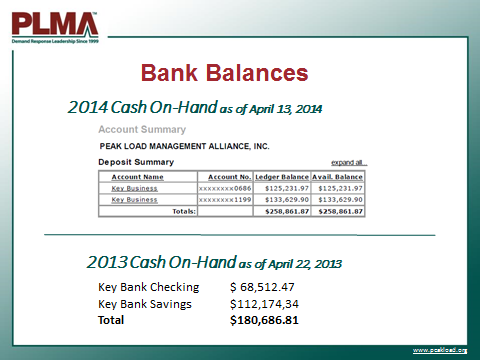 PLMA™
Demand Response Leadership Since 1999
Bank Balances
2014 Cash On-Hand as of April 13, 2014
Account Summary
PEAK LOAD MANAGEMENT ALLIANCE, INC.
Deposit Summary expand all...
Account Name Account No. Ledger Balance Avail. Balance
Key Business xxxxxxxx0686 $125,231.97 $125,231.97
Key Business xxxxxxxx1199 $133,629.90 $133,629.90
Totals: $258,861.87 $258,861.87
2013 Cash On-Hand as of April 22, 2013
Key Bank Checking $ 68,512.47
Key Bank Savings $112,174,34
Total $180,686.81
www.peakload.org